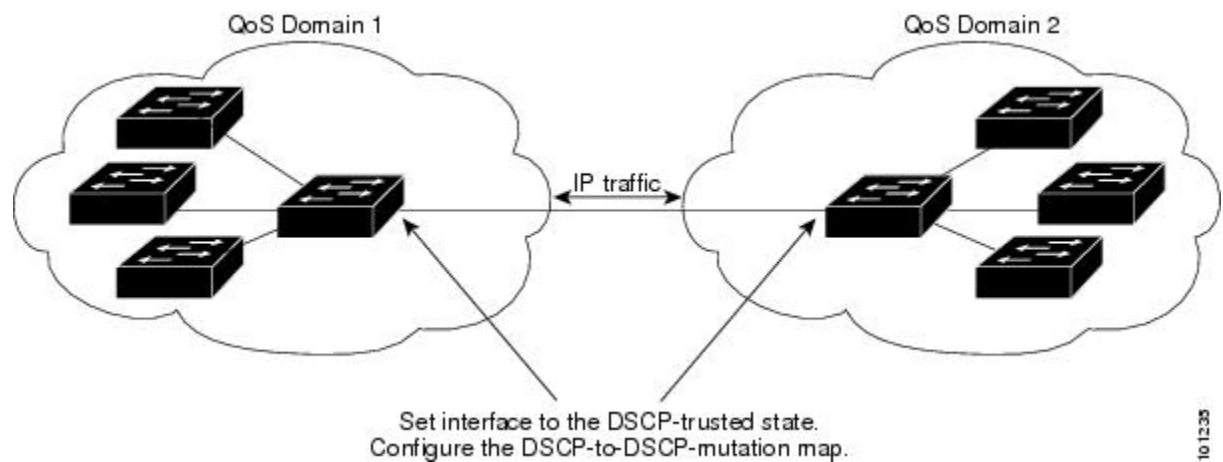 QoS Domain 1
QoS Domain 2
IP traffic
Set interface to the DSCP-trusted state.
Configure the DSCP-to-DSCP-mutation map.
101235